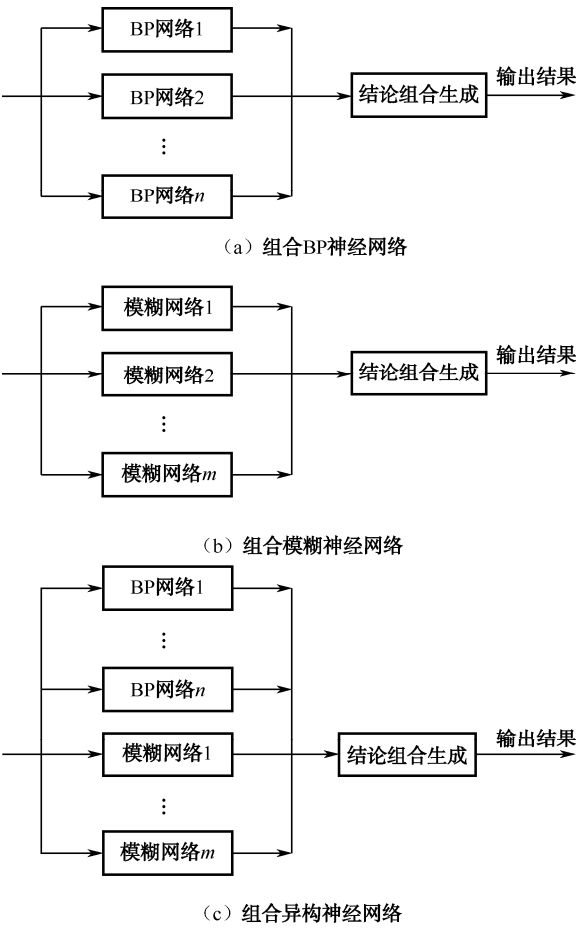 BP网络1
BP网络2
⋮
BP网络n
结论组合生成
输出结果
（a）组合BP神经网络
模糊网络1
模糊网络2
⋮
模糊网络m
结论组合生成
输出结果
（b）组合模糊神经网络
BP网络1
⋮
BP网络n
模糊网络1
⋮
模糊网络m
结论组合生成
输出结果
（c）组合异构神经网络